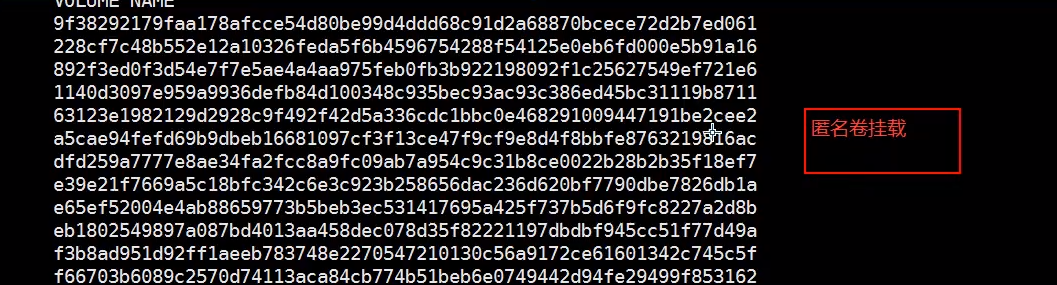 VOLUME NAME
9f38292179faa178afcce54d80be99d4ddd68c91d2a68870bcece72d2b7ed061
228cf7c48b552e12a10326feda5f6b4596754288f54125e0eb6fd000e5b91a16
892f3ed0f3d54e7f7e5ae4a4aa975feb0fb3b922198092f1c25627549ef721e6
1140d3097e959a9936defb84d100348c935bec93ac93c386ed45bc31119b8711
63123e1982129d2928c9f492f42d5a336cdc1bbc0e468291009447191be2cee2
a5cae94fefd69b9dbeb16681097cf3f13ce47f9cf9e8d4f8bbfe8763219816ac
dfd259a7777e8ae34fa2fcc8a9fc09ab7a954c9c31b8ce0022b28b2b35f18ef7
e39e21f7669a5c18bfc342c6e3c923b258656dac236d620bf7790dbe7826db1a
e65ef52004e4ab88659773b5beb3ec531417695a425f737b5d6f9fc8227a2d8b
eb1802549897a087bd4013aa458dec078d35f82221197dbdbf945cc51f77d49a
f3b8ad951d92ff1aeeb783748e2270547210130c56a9172ce61601342c745c5f
f66703b6089c2570d74113aca84cb774b51beb6e0749442d94fe29499f853162
匿名卷挂载